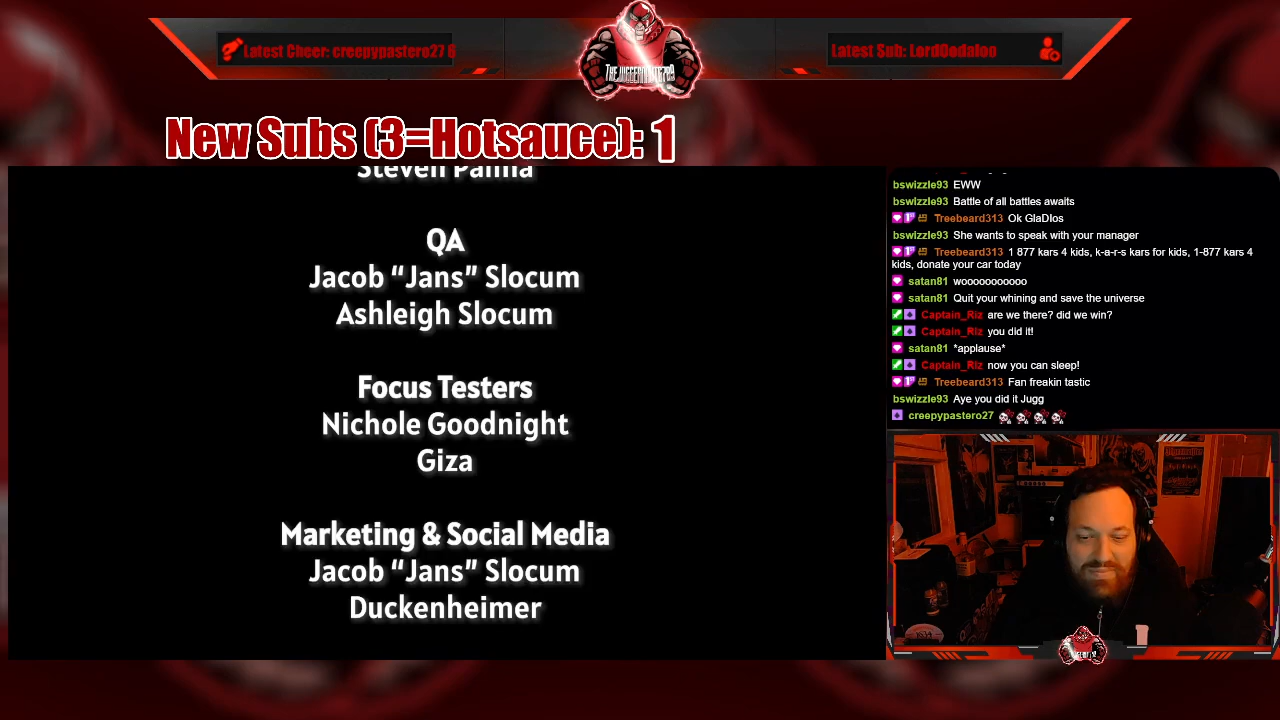 Latest Cheer: creepypastero27 6
Latest Sub: LordOodaloo
New Subs (3=Hotsauce): 1
QA
Jacob “Jans” Slocum
Ashleigh Slocum
Focus Testers
Nichole Goodnight
Giza
Marketing & Social Media
Jacob “Jans” Slocum
Duckenheimer
bswizzle93 EWW
bswizzle93 Battle of all battles awaits
Treebeard313 Ok GlaDIos
bswizzle93 She wants to speak with your manager
Treebeard313 1 877 kars 4 kids, k-a-r-s kars for kids, 1-877 kars 4
kids, donate your car today
satan81 wooooooooooo
satan81 Quit your whining and save the universe
Captain_Riz are we there? did we win?
Captain_Riz you did it!
satan81 *applause*
Captain_Riz now you can sleep!
Treebeard313 Fan freakin tastic
bswizzle93 Aye you did it Jugg
creepypastero27